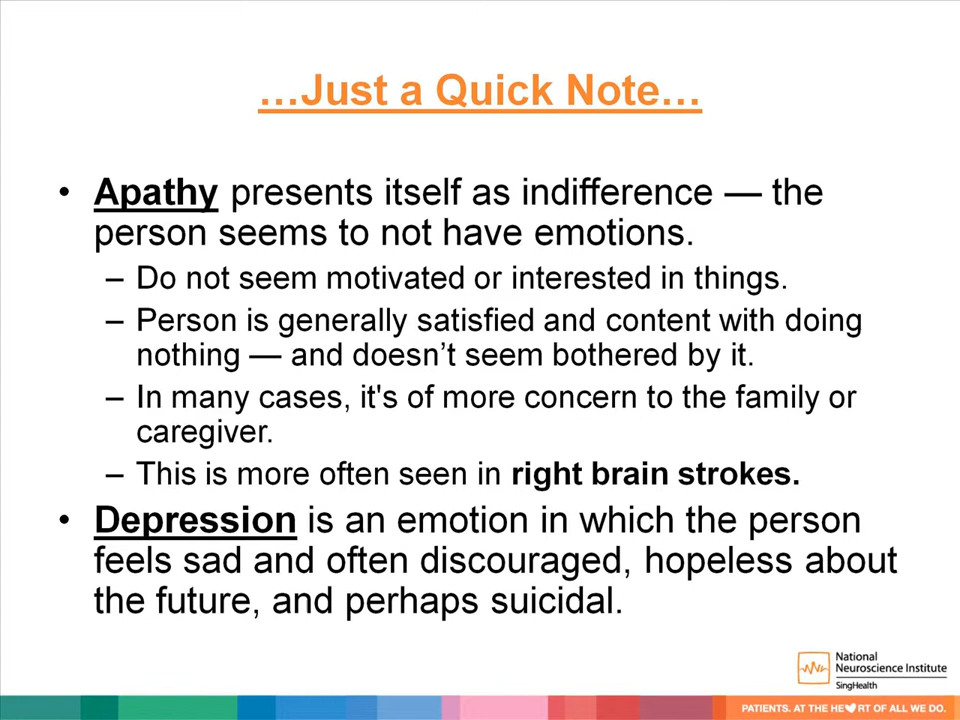 ...Just a Quick Note...
• Apathy presents itself as indifference — the
person seems to not have emotions.
– Do not seem motivated or interested in things.
– Person is generally satisfied and content with doing
nothing — and doesn’t seem bothered by it.
– In many cases, it's of more concern to the family or
caregiver.
– This is more often seen in right brain strokes.
• Depression is an emotion in which the person
feels sad and often discouraged, hopeless about
the future, and perhaps suicidal.
National
Neuroscience Institute
SingHealth
PATIENTS. AT THE HE♥RT OF ALL WE DO.